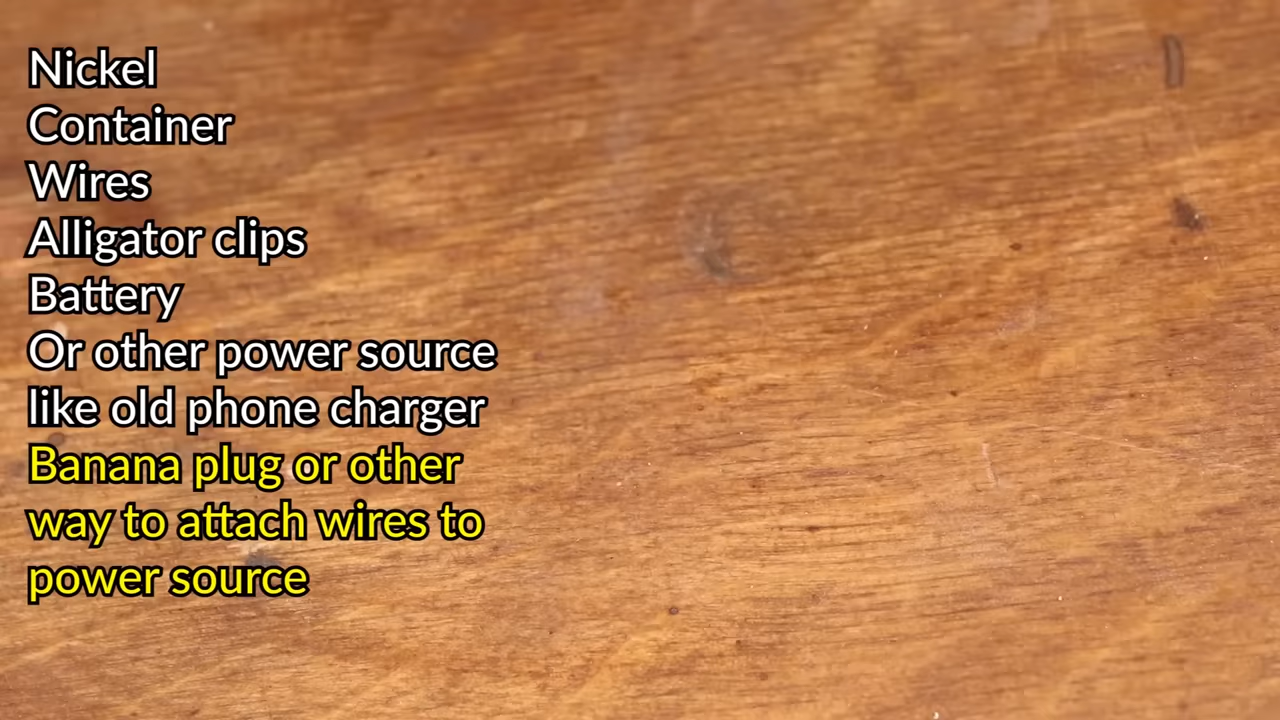 Nickel
Container
Wires
Alligator clips
Battery
Or other power source
like old phone charger
Banana plug or other
way to attach wires to
power source